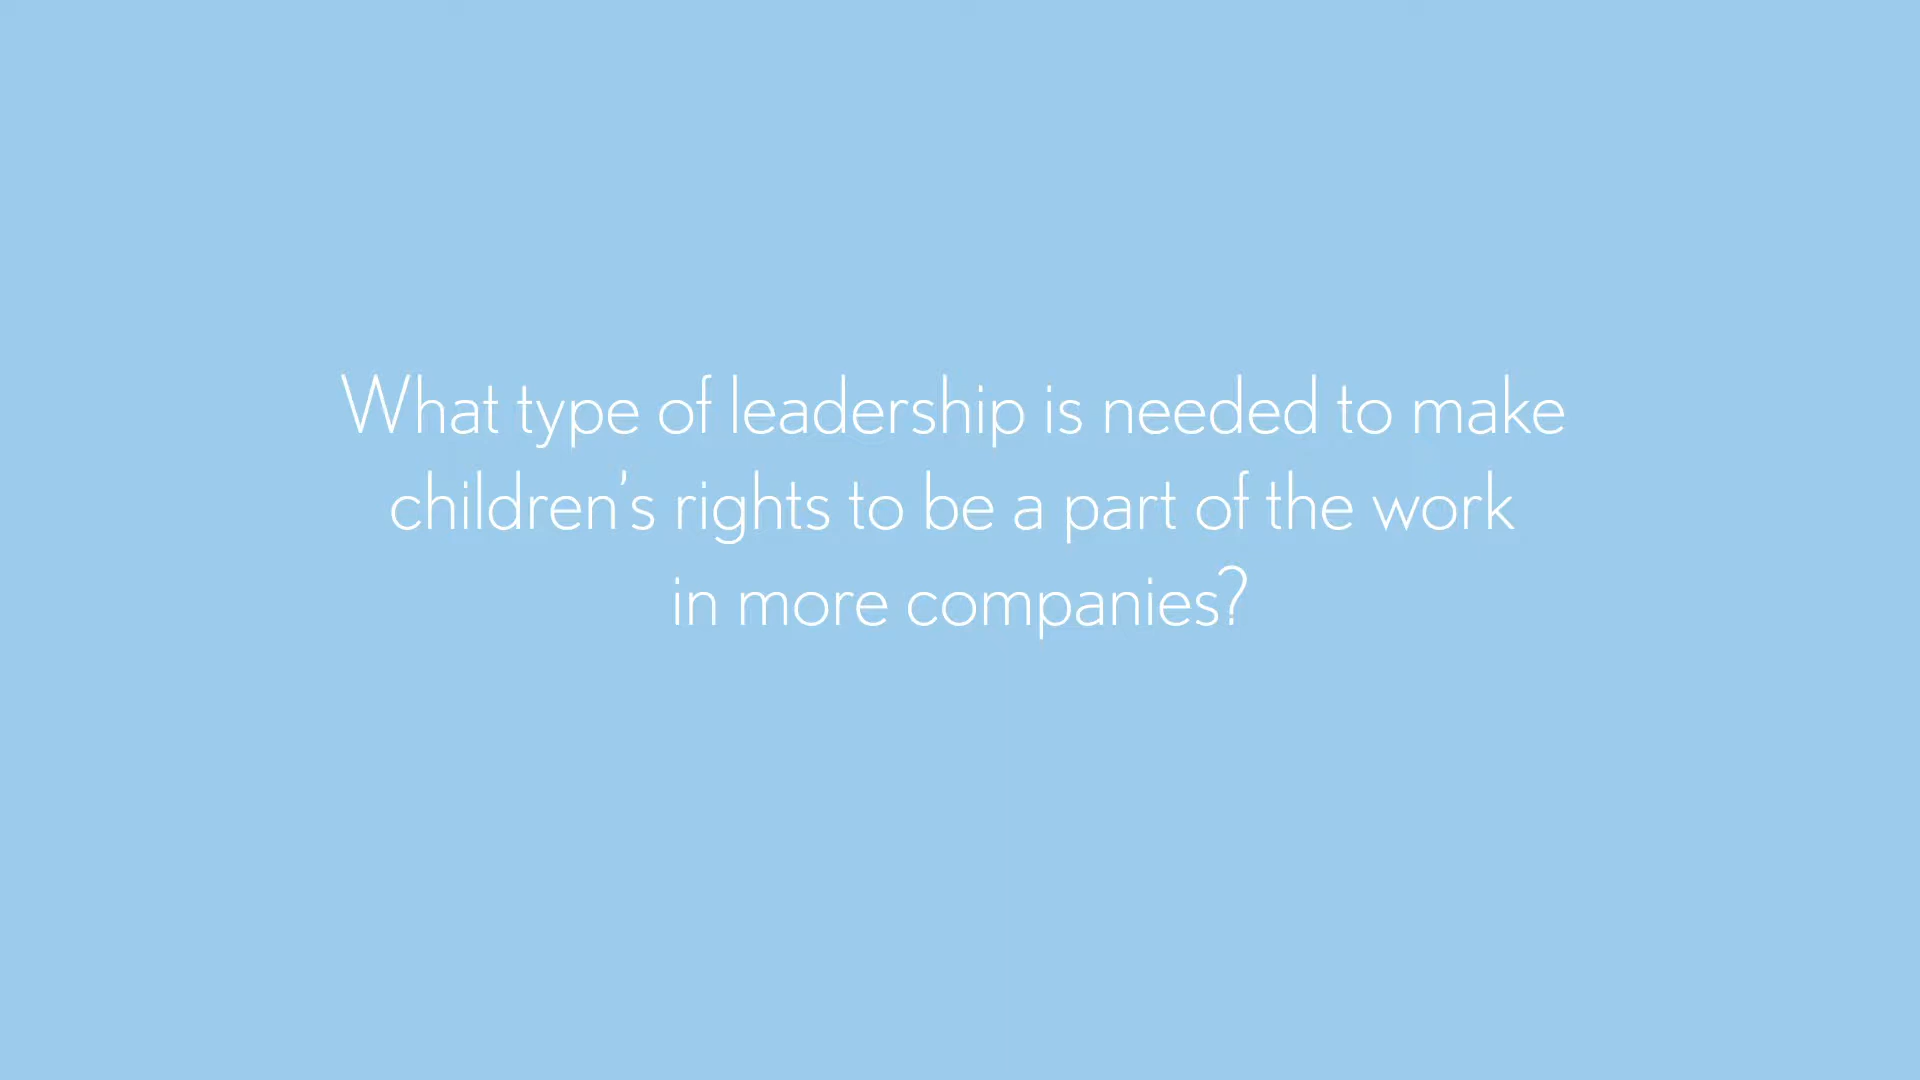 What type of leadership is needed to make
children's rights to be a part of the work
in more companies?